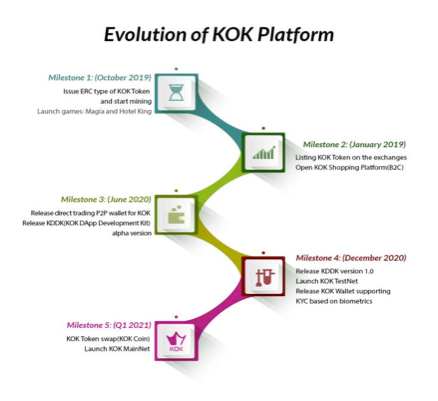 Evolution of KOK Platform
Milestone 1: (October 2019)
Issue ERC type of KOK Token
and start mining
Launch games: Magia and Hotel King
Milestone 2: (January 2019)
Listing KOK Token on the exchanges
Open KOK Shopping Platform(B2C)
Milestone 3: (June 2020)
Release direct trading P2P wallet for KOK
Release KDDK(KOK DApp Development Kit)
alpha version
Milestone 4: (December 2020)
Release KDDK version 1.0
Launch KOK TestNet
Release KOK Wallet supporting
KYC based on biometrics
Milestone 5: (Q1 2021)
KOK Token swap(KOK Coin)
Launch KOK MainNet
KOK